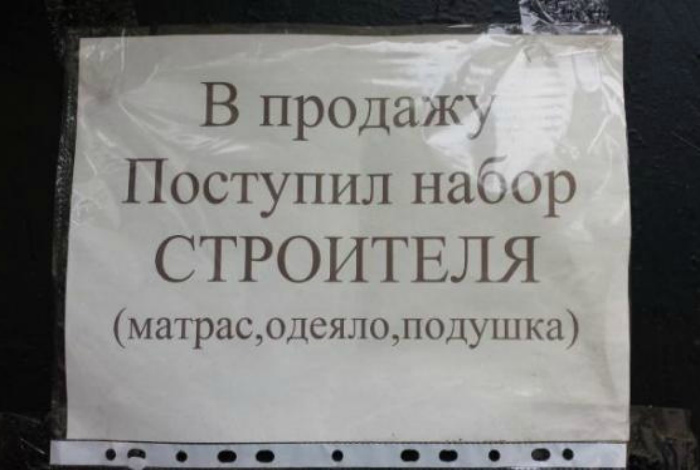 В продажу
Поступил набор
СТРОИТЕЛЯ
(матрас,одеяло,подушка)